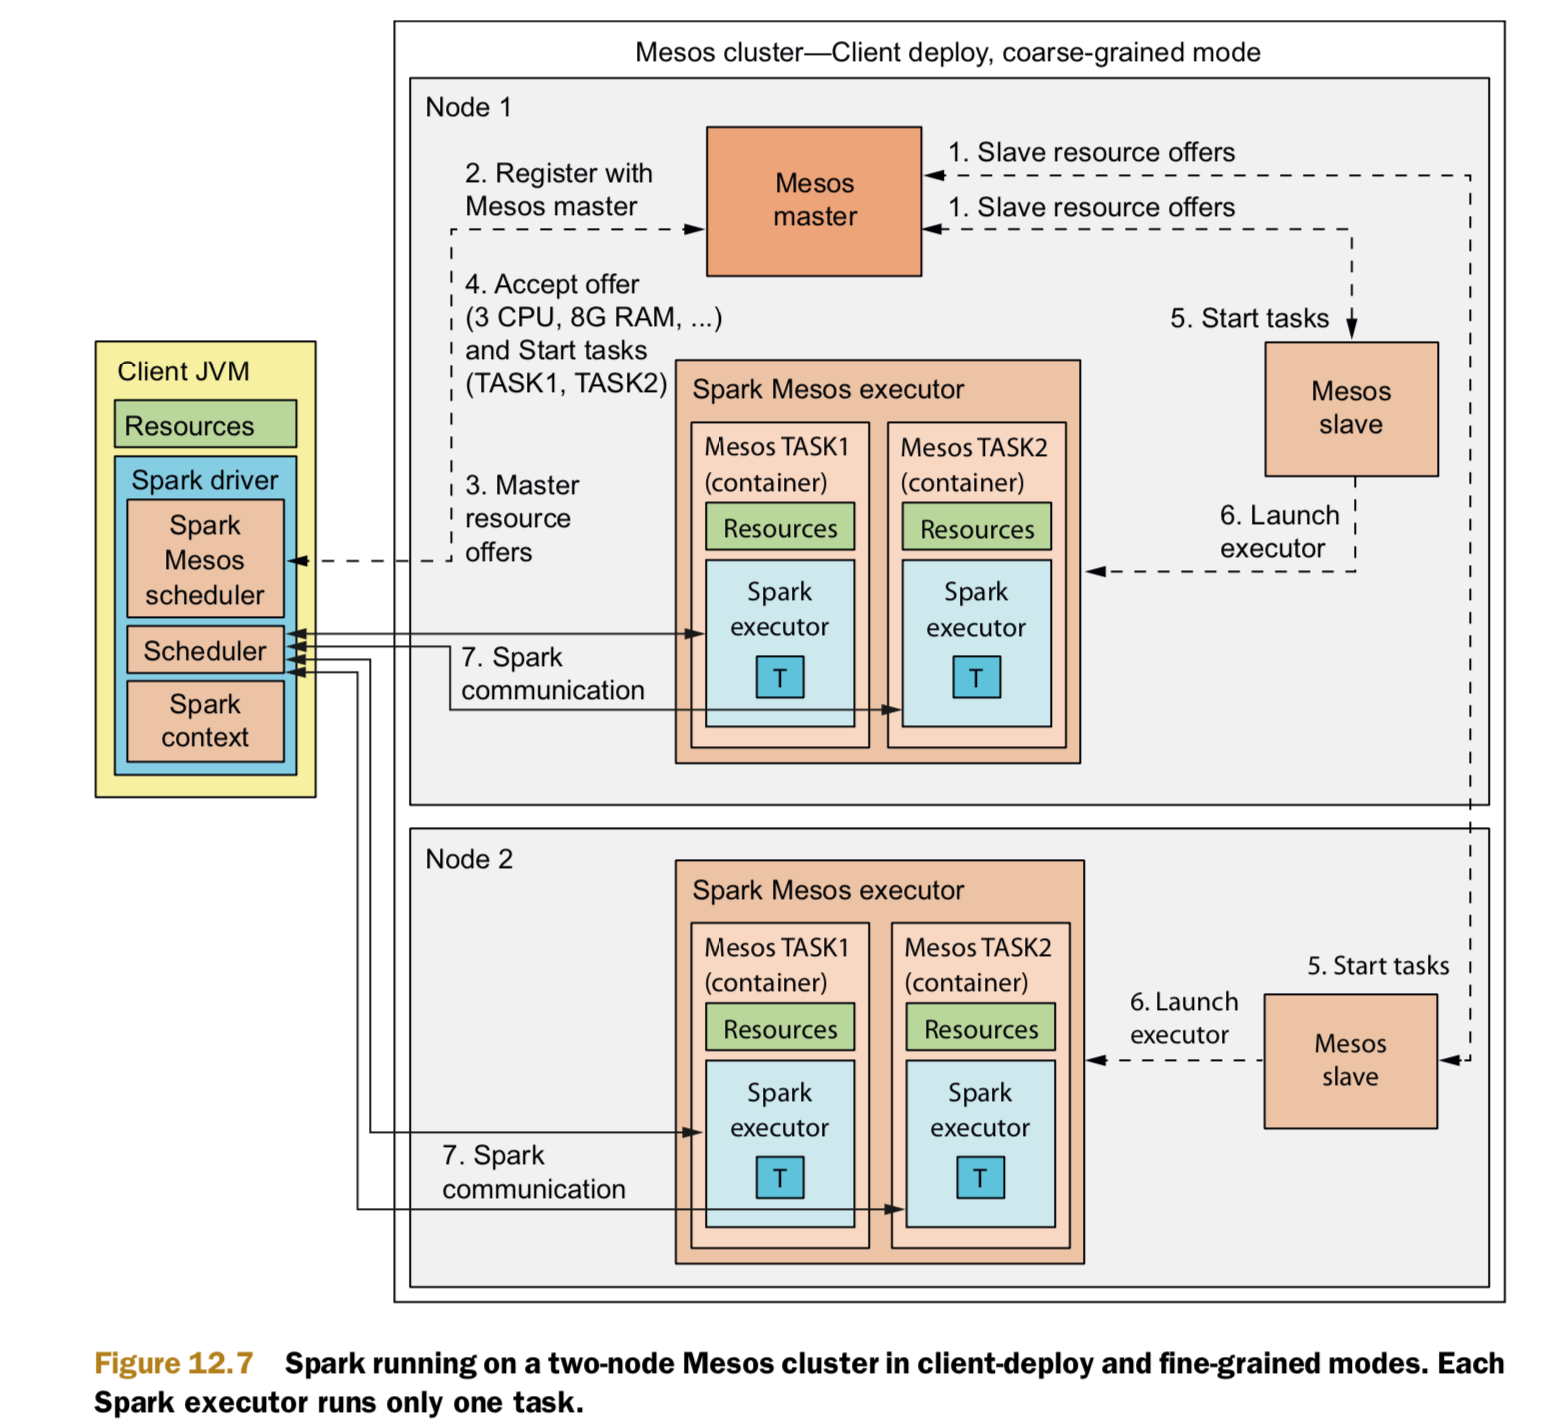 Mesos cluster—Client deploy, coarse-grained mode
Node 1
Mesos
master
1. Slave resource offers
1. Slave resource offers
2. Register with
Mesos master
4. Accept offer
(3 CPU, 8G RAM, ...)
and Start tasks
(TASK1, TASK2)
3. Master
resource
offers
5. Start tasks
Mesos
slave
6. Launch
executor
Client JVM
Resources
Spark driver
Spark
Mesos
scheduler
Scheduler
Spark
context
Spark Mesos executor
Mesos TASK1
(container)
Resources
Spark
executor
T
Mesos TASK2
(container)
Resources
Spark
executor
T
7. Spark
communication
Node 2
Spark Mesos executor
Mesos TASK1
(container)
Resources
Spark
executor
T
Mesos TASK2
(container)
Resources
Spark
executor
T
5. Start tasks
6. Launch
executor
Mesos
slave
7. Spark
communication
Figure 12.7 Spark running on a two-node Mesos cluster in client-deploy and fine-grained modes. Each
Spark executor runs only one task.